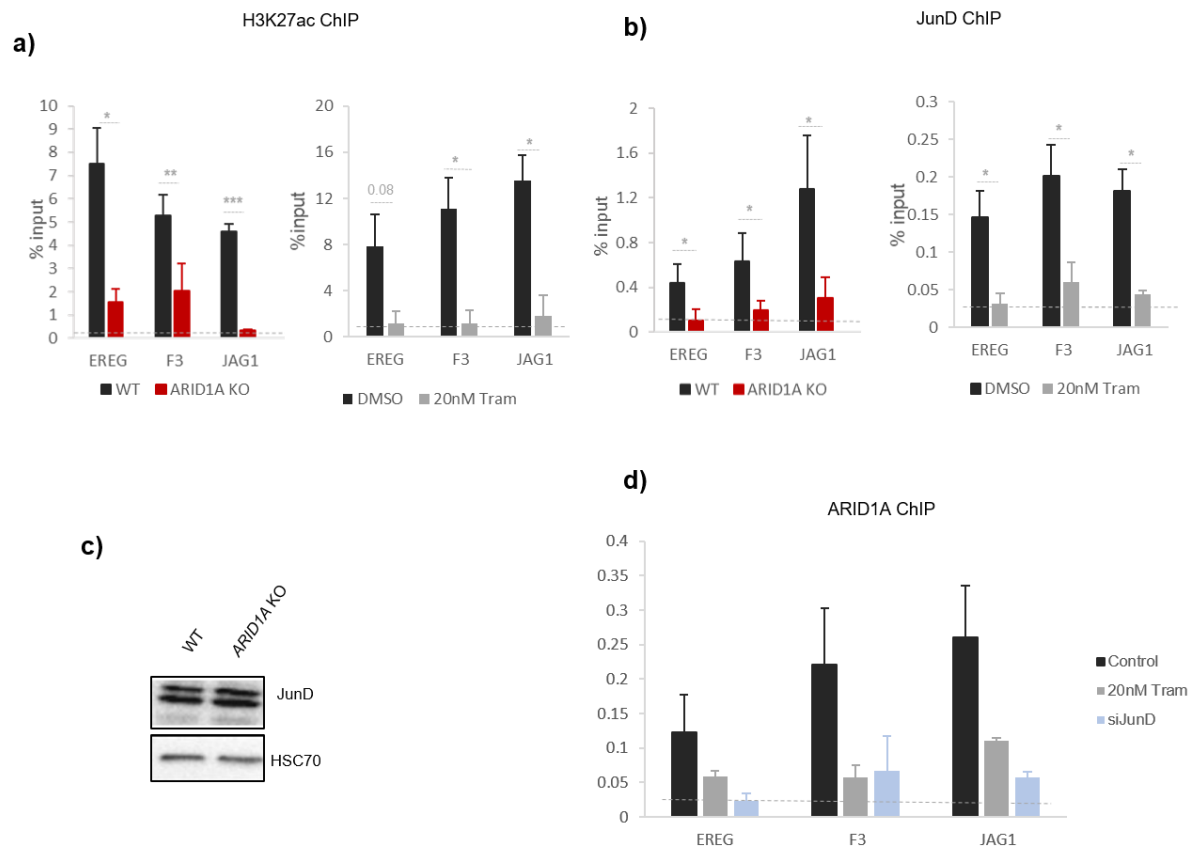 H3K27ac ChIP
a)
% input
10
9
8
7
6
5
4
3
2
1
0
*
**
***
EREG F3 JAG1
WT ARID1A KO
%input
20
16
12
8
4
0
0.08
*
*
EREG F3 JAG1
DMSO 20nM Tram
JunD ChIP
b)
% input
2
1.6
1.2
0.8
0.4
0
*
*
*
EREG F3 JAG1
WT ARID1A KO
% input
0.3
0.25
0.2
0.15
0.1
0.05
0
*
*
*
EREG F3 JAG1
DMSO 20nM Tram
c)
WT ARID1A KO
JunD
HSC70
d)
ARID1A ChIP
0.4
0.35
0.3
0.25
0.2
0.15
0.1
0.05
0
EREG F3 JAG1
Control
20nM Tram
siJunD